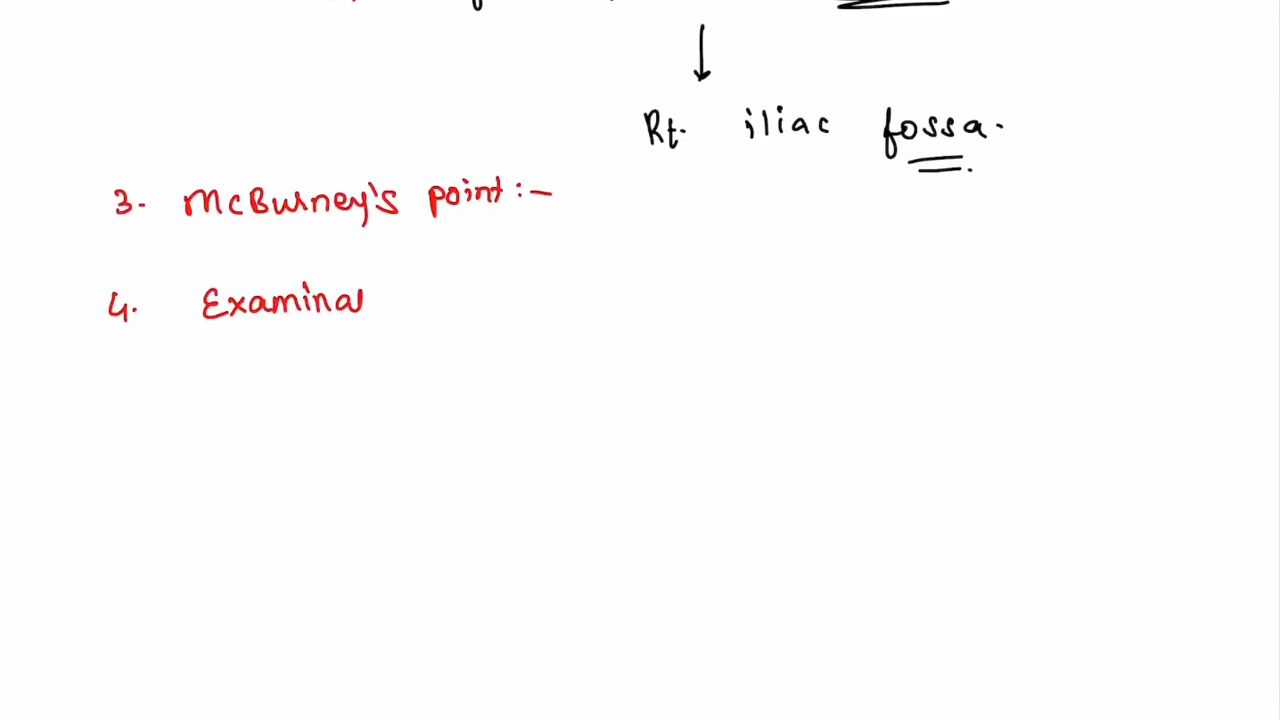 Rt. iliac fossa.
3. McBurney's point :-
4. Examina